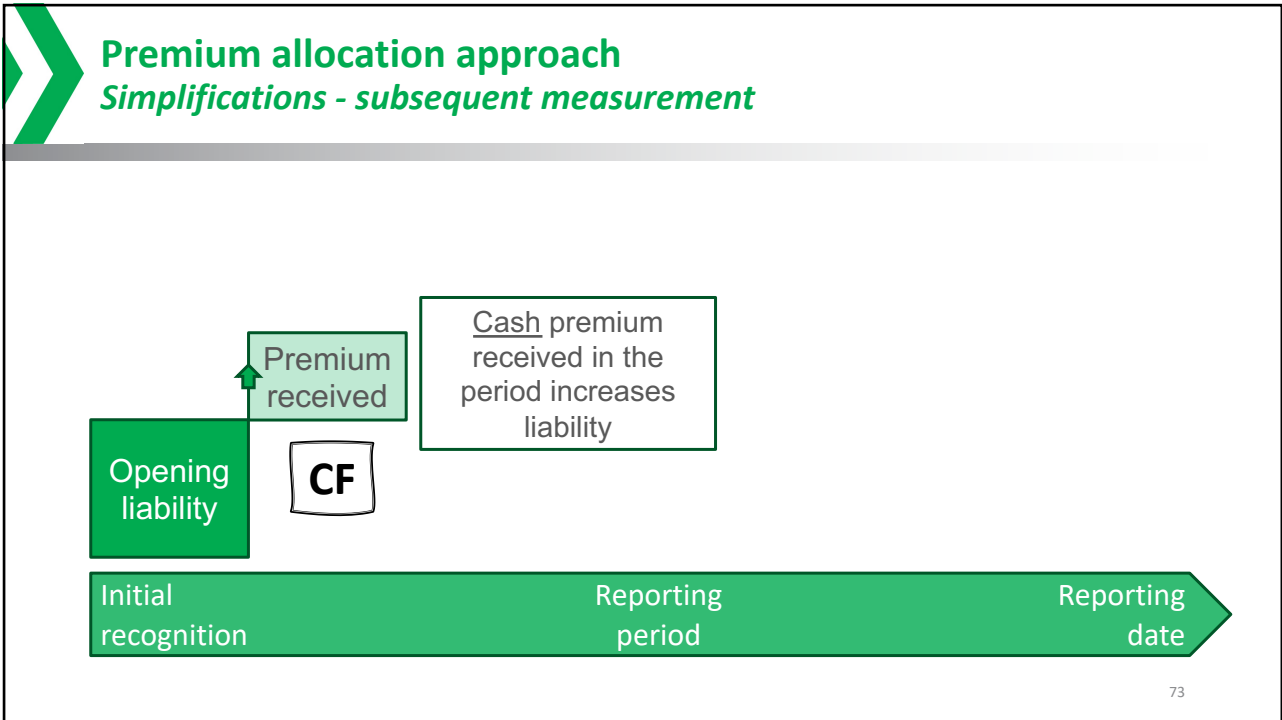 Premium allocation approach
Simplifications - subsequent measurement
Premium
received
Cash premium
received in the
period increases
liability
Opening
liability
CF
Initial
recognition
Reporting
period
Reporting
date
73